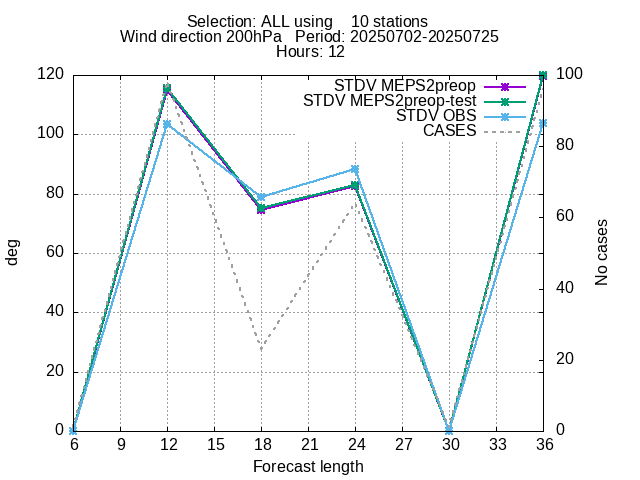 Selection: ALL using    10 stations
Wind direction 200hPa   Period: 20250702-20250725
Hours: 12
STDV MEPS2preop
STDV MEPS2preop-test
STDV OBS
CASES
120
100
80
60
40
20
0
deg
100
80
60
40
20
0
No cases
6 9 12 15 18 21 24 27 30 33 36
Forecast length